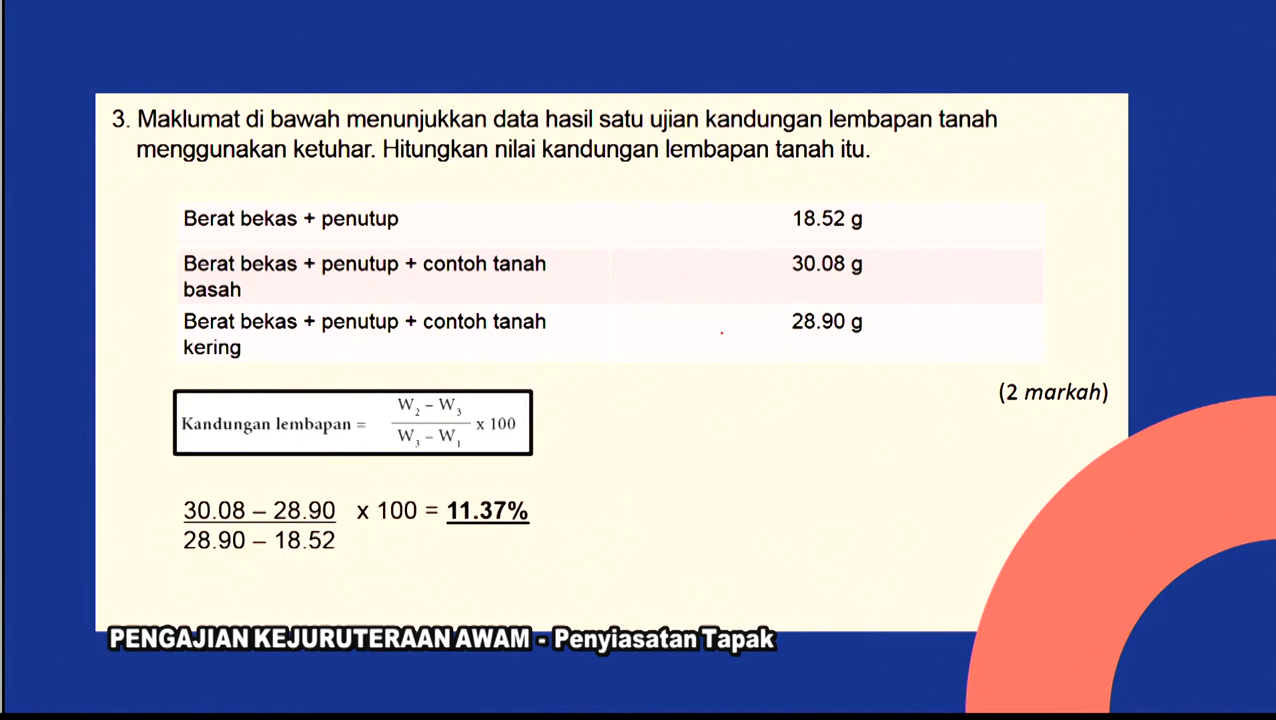 3. Maklumat di bawah menunjukkan data hasil satu ujian kandungan lembapan tanah
menggunakan ketuhar. Hitungkan nilai kandungan lembapan tanah itu.
Berat bekas + penutup 18.52 g
Berat bekas + penutup + contoh tanah 30.08 g
basah
Berat bekas + penutup + contoh tanah 28.90 g
kering
(2 markah)
W₂ – W₃
Kandungan lembapan = x 100
W₃ – W₁
30.08 – 28.90 x 100 = 11.37%
28.90 – 18.52
PENGAJIAN KEJURUTERAAN AWAM - Penyiasatan Tapak